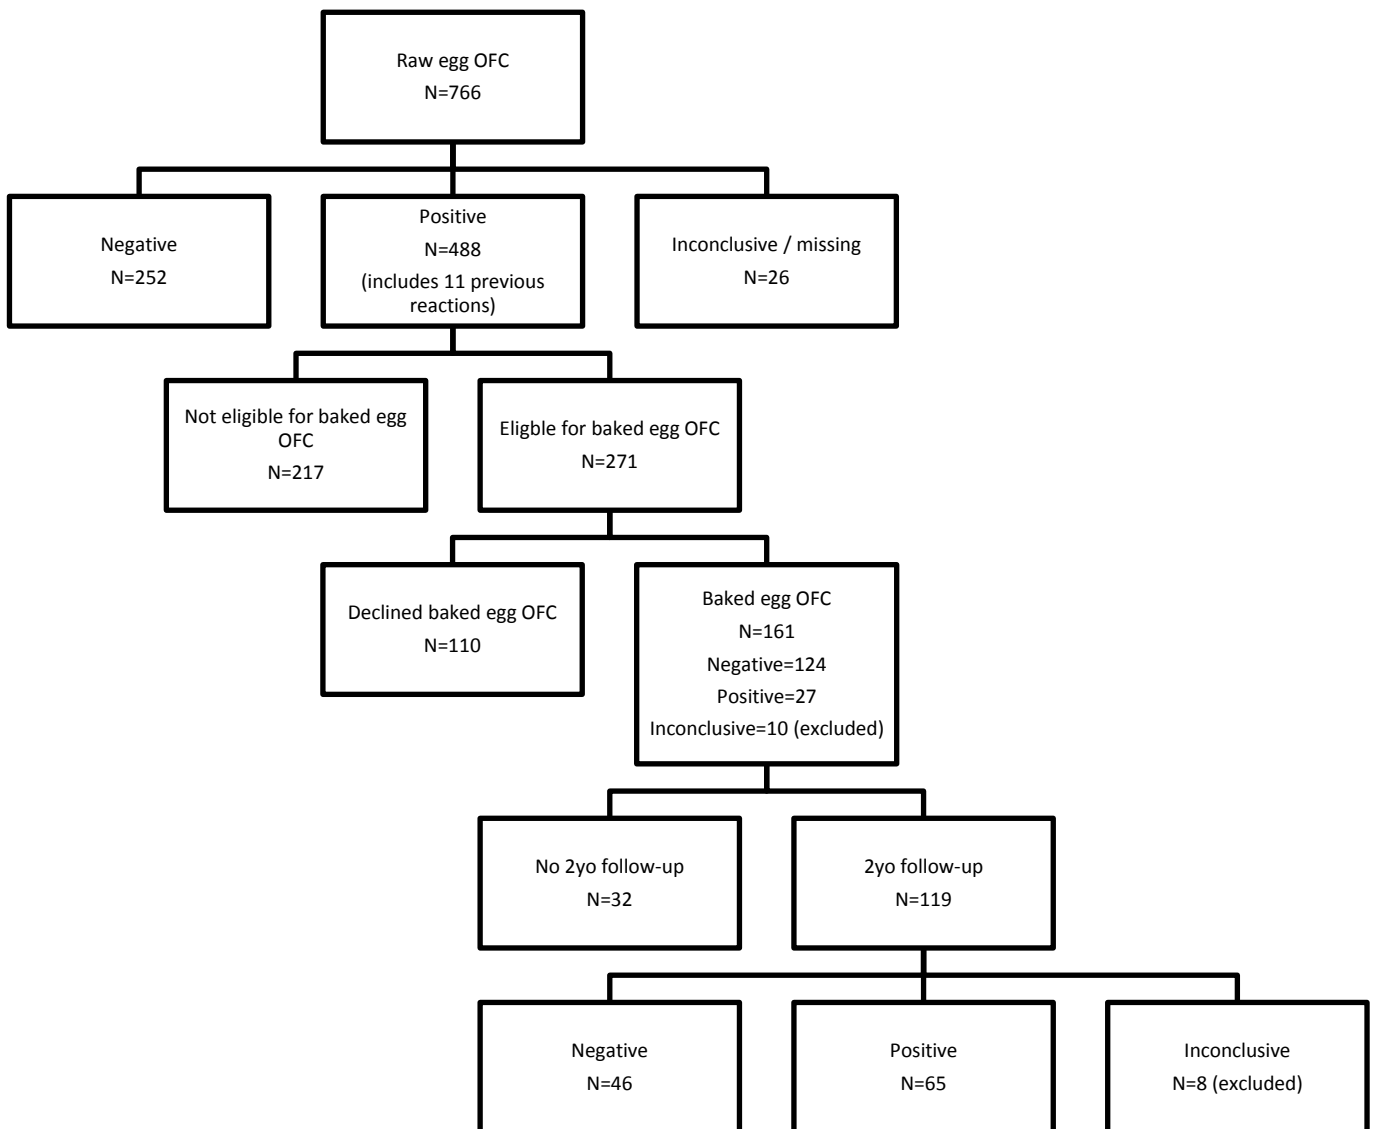 Raw egg OFC
N=766
Negative
N=252
Positive
N=488
(includes 11 previous
reactions)
Inconclusive / missing
N=26
Not eligible for baked egg
OFC
N=217
Eligble for baked egg OFC
N=271
Declined baked egg OFC
N=110
Baked egg OFC
N=161
Negative=124
Positive=27
Inconclusive=10 (excluded)
No 2yo follow-up
N=32
2yo follow-up
N=119
Negative
N=46
Positive
N=65
Inconclusive
N=8 (excluded)